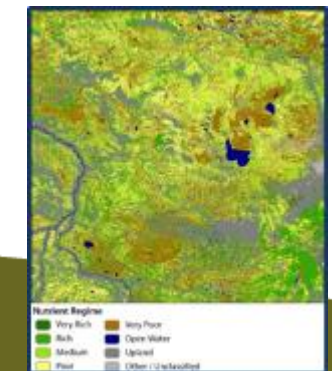 Nutrient Regime
Very Rich Very Poor
Rich Open Water
Medium Upland
Poor Other / Unclassified